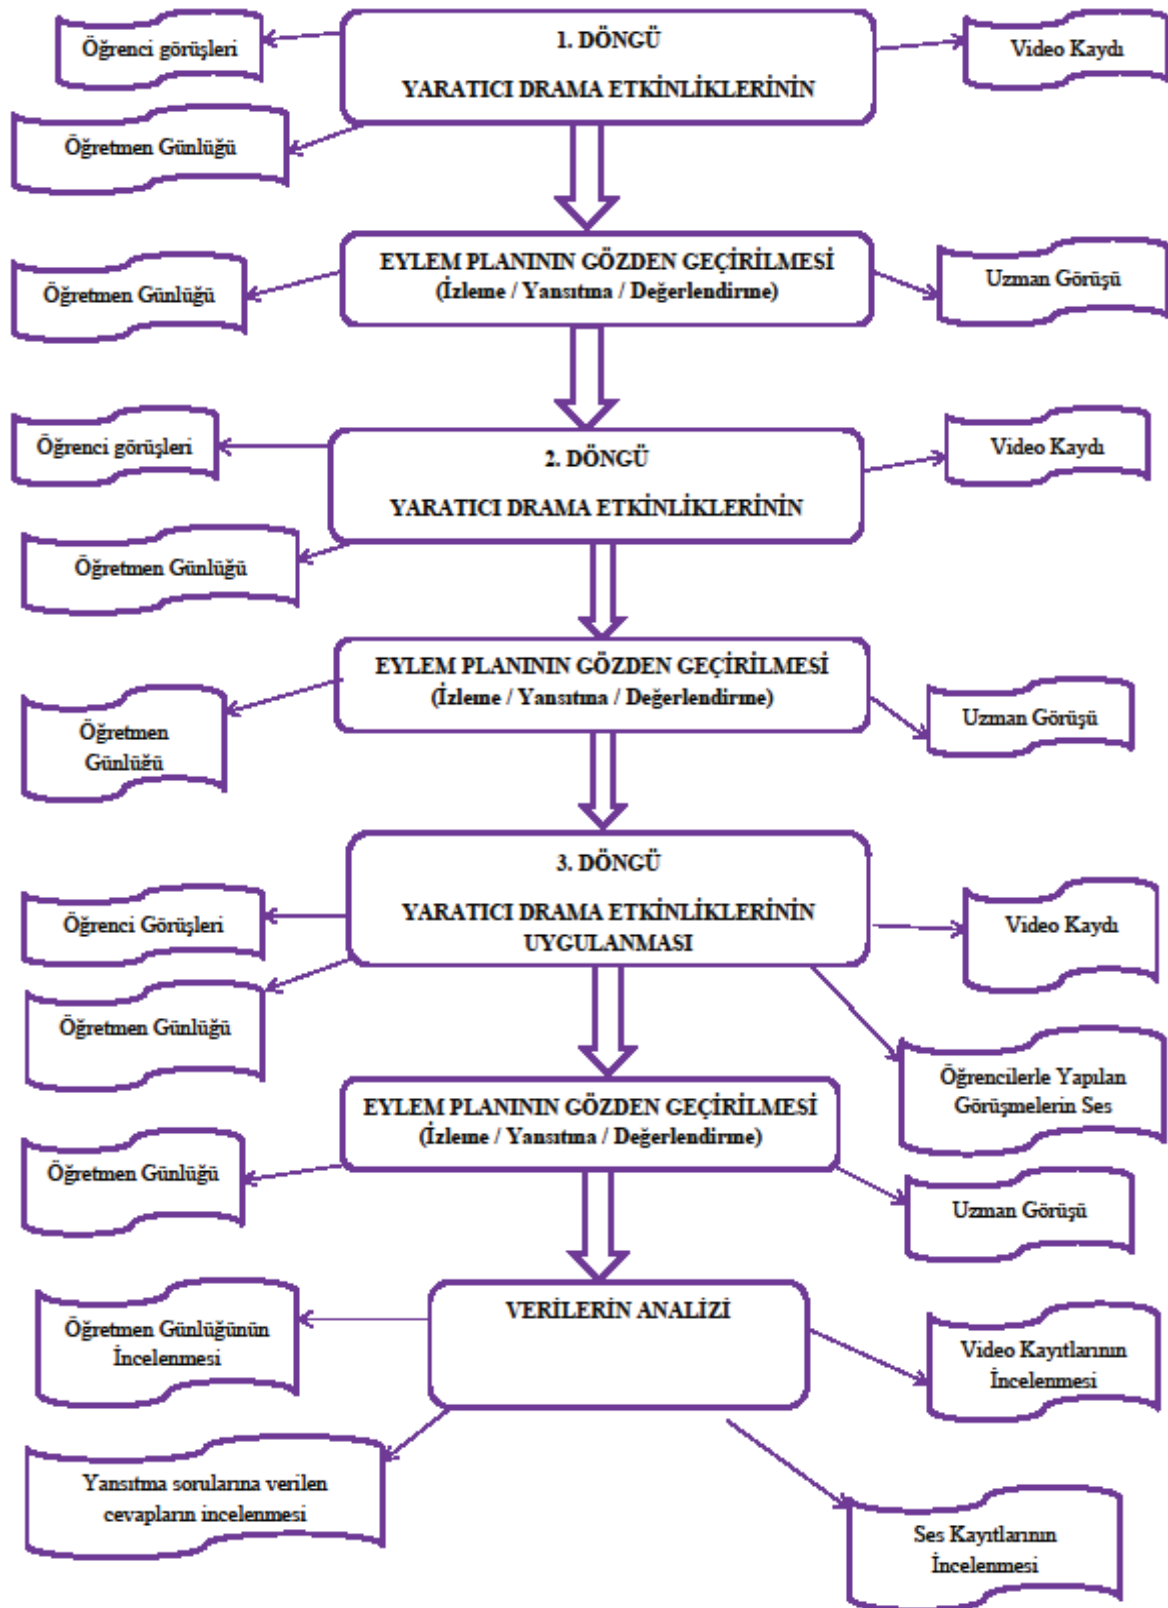 Öğrenci görüşleri
1. DÖNGÜ
YARATICI DRAMA ETKİNLİKLERİNİN
Video Kaydı
Öğretmen Günlüğü
EYLEM PLANININ GÖZDEN GEÇİRİLMESİ
(İzleme / Yansıtma / Değerlendirme)
Öğretmen Günlüğü
Uzman Görüşü
Öğrenci görüşleri
2. DÖNGÜ
YARATICI DRAMA ETKİNLİKLERİNİN
Video Kaydı
Öğretmen Günlüğü
EYLEM PLANININ GÖZDEN GEÇİRİLMESİ
(İzleme / Yansıtma / Değerlendirme)
Öğretmen
Günlüğü
Uzman Görüşü
3. DÖNGÜ
YARATICI DRAMA ETKİNLİKLERİNİN
UYGULANMASI
Öğrenci Görüşleri
Video Kaydı
Öğretmen Günlüğü
Öğrencilerle Yapılan
Görüşmelerin Ses
EYLEM PLANININ GÖZDEN GEÇİRİLMESİ
(İzleme / Yansıtma / Değerlendirme)
Öğretmen Günlüğü
Uzman Görüşü
VERİLERİN ANALİZİ
Öğretmen Günlüğünün
İncelenmesi
Video Kayıtlarının
İncelenmesi
Yansıtma sorularına verilen
cevapların incelenmesi
Ses Kayıtlarının
İncelenmesi